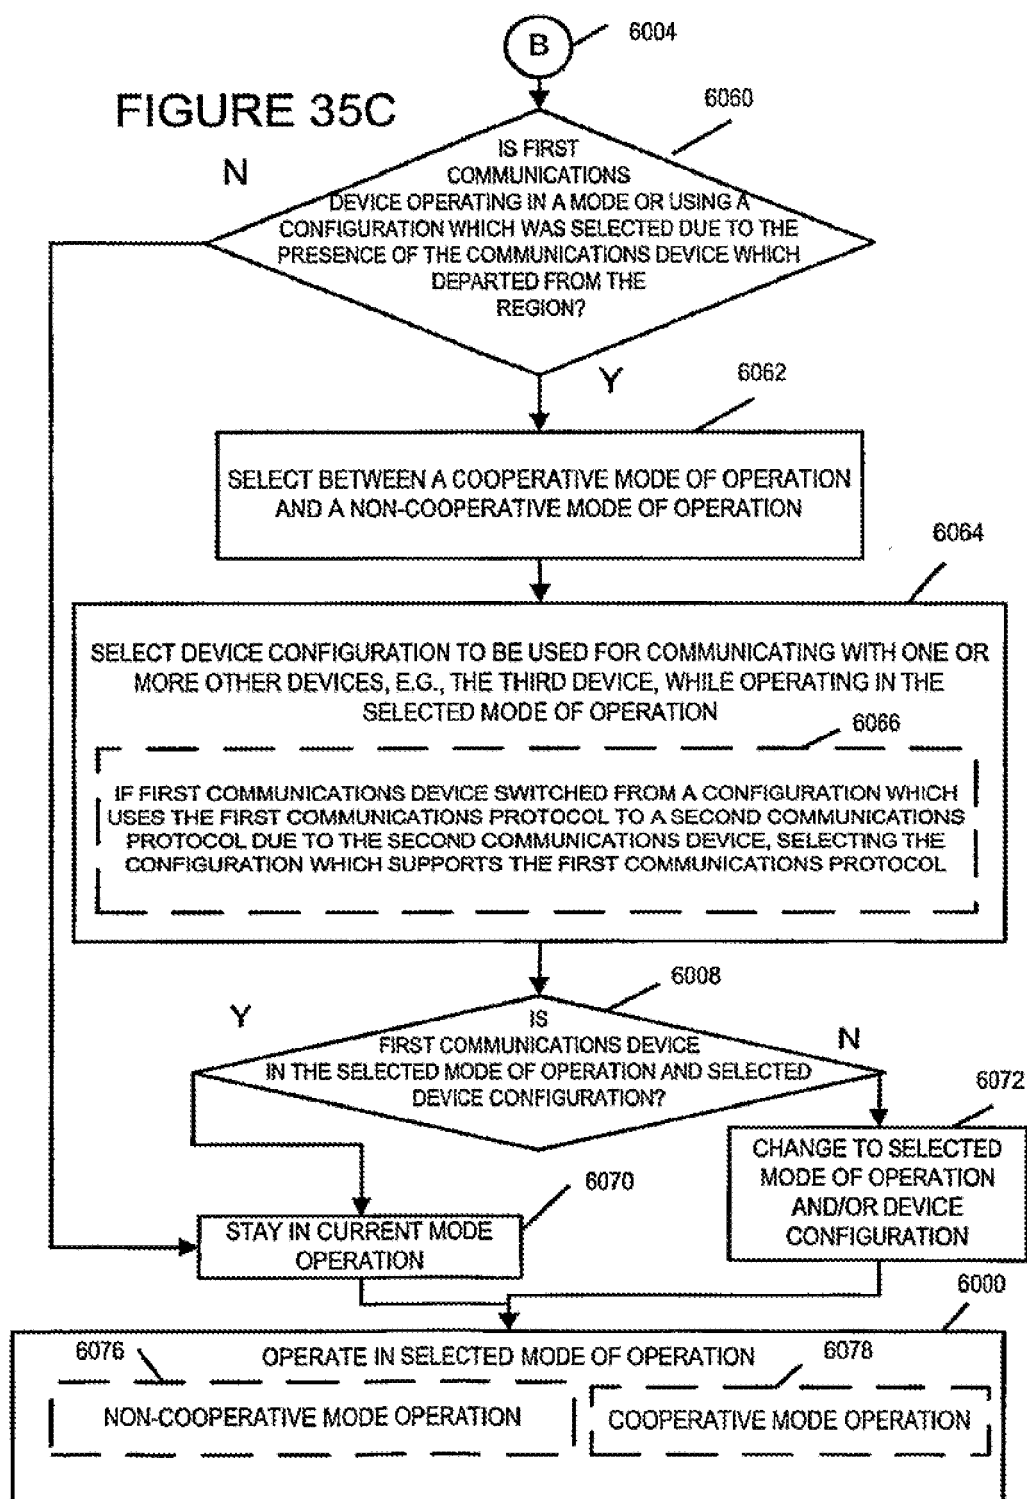 B
6004
FIGURE 35C
6060
N
IS FIRST
COMMUNICATIONS
DEVICE OPERATING IN A MODE OR USING A
CONFIGURATION WHICH WAS SELECTED DUE TO THE
PRESENCE OF THE COMMUNICATIONS DEVICE WHICH
DEPARTED FROM THE
REGION?
Y
6062
SELECT BETWEEN A COOPERATIVE MODE OF OPERATION
AND A NON-COOPERATIVE MODE OF OPERATION
6064
SELECT DEVICE CONFIGURATION TO BE USED FOR COMMUNICATING WITH ONE OR
MORE OTHER DEVICES, E.G., THE THIRD DEVICE, WHILE OPERATING IN THE
SELECTED MODE OF OPERATION
6066
IF FIRST COMMUNICATIONS DEVICE SWITCHED FROM A CONFIGURATION WHICH
USES THE FIRST COMMUNICATIONS PROTOCOL TO A SECOND COMMUNICATIONS
PROTOCOL DUE TO THE SECOND COMMUNICATIONS DEVICE, SELECTING THE
CONFIGURATION WHICH SUPPORTS THE FIRST COMMUNICATIONS PROTOCOL
6008
Y
IS
FIRST COMMUNICATIONS DEVICE
IN THE SELECTED MODE OF OPERATION AND SELECTED
DEVICE CONFIGURATION?
N
6072
CHANGE TO SELECTED
MODE OF OPERATION
AND/OR DEVICE
CONFIGURATION
6070
STAY IN CURRENT MODE
OPERATION
6000
OPERATE IN SELECTED MODE OF OPERATION
6076
NON-COOPERATIVE MODE OPERATION
6078
COOPERATIVE MODE OPERATION